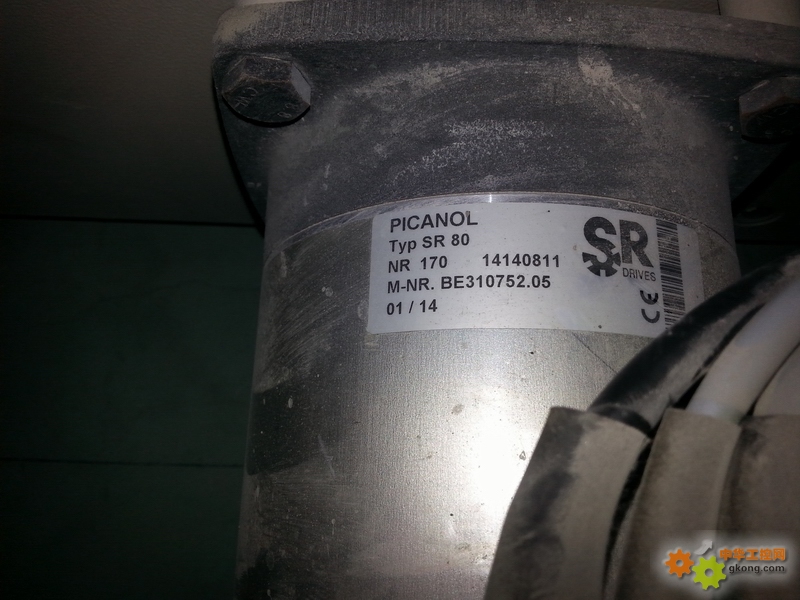 PICANOL
Typ SR 80
NR 170 14140811
M-NR. BE310752.05
01 / 14
SR
DRIVES
CE
中华工控网
gkong.com